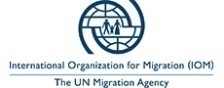 International Organization for Migration (IOM)
The UN Migration Agency